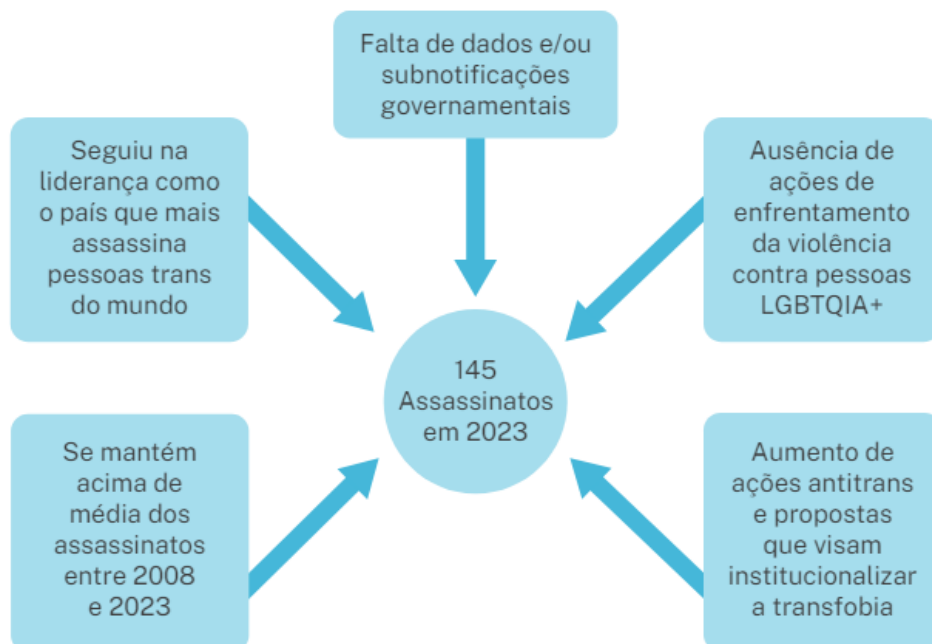 Falta de dados e/ou
subnotificações
governamentais
Seguiu na
liderança como
o país que mais
assassina
pessoas trans
do mundo
Ausência de
ações de
enfrentamento
da violência
contra pessoas
LGBTQIA+
145
Assassinatos
em 2023
Se mantém
acima de
média dos
assassinatos
entre 2008
e 2023
Aumento de
ações antitrans
e propostas
que visam
institucionalizar
a transfobia